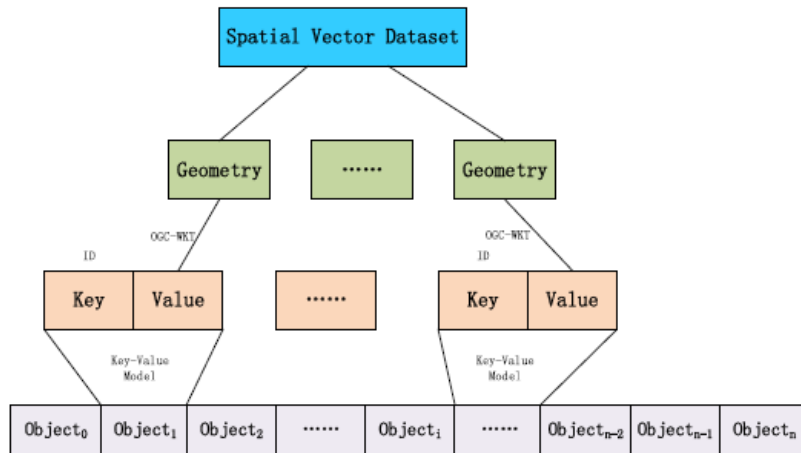 Spatial Vector Dataset
Geometry …… Geometry
OGC-WKT OGC-WKT
ID ID
Key Value …… Key Value
Key-Value Key-Value
Model Model
Object₀ Object₁ Object₂ …… Objectᵢ …… Objectₙ₋₂ Objectₙ₋₁ Objectₙ